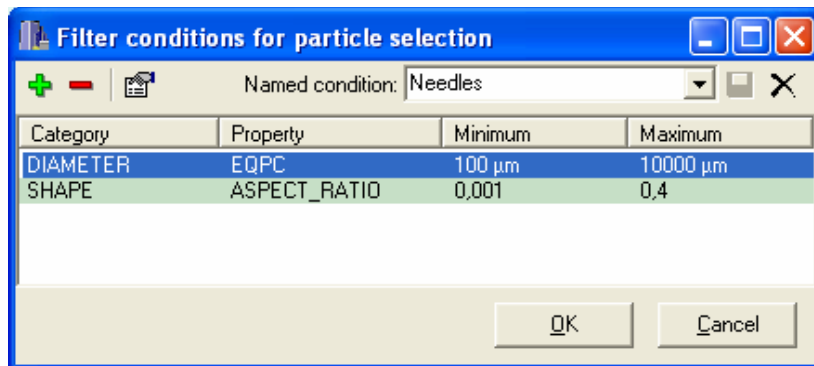 Filter conditions for particle selection
Named condition: Needles
Category Property Minimum Maximum
DIAMETER EQPC 100 µm 10000 µm
SHAPE ASPECT_RATIO 0,001 0,4
OK Cancel